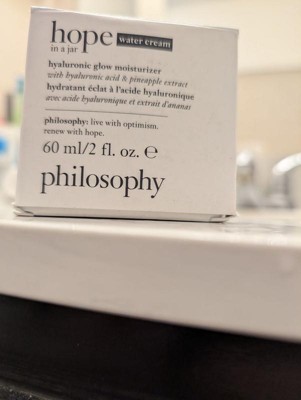 hope water cream
in a jar
hyaluronic glow moisturizer
with hyaluronic acid & pineapple extract
hydratant éclat à l'acide hyaluronique
avec acide hyaluronique et extrait d'ananas
philosophy: live with optimism.
renew with hope.
60 ml/2 fl. oz. ℮
philosophy